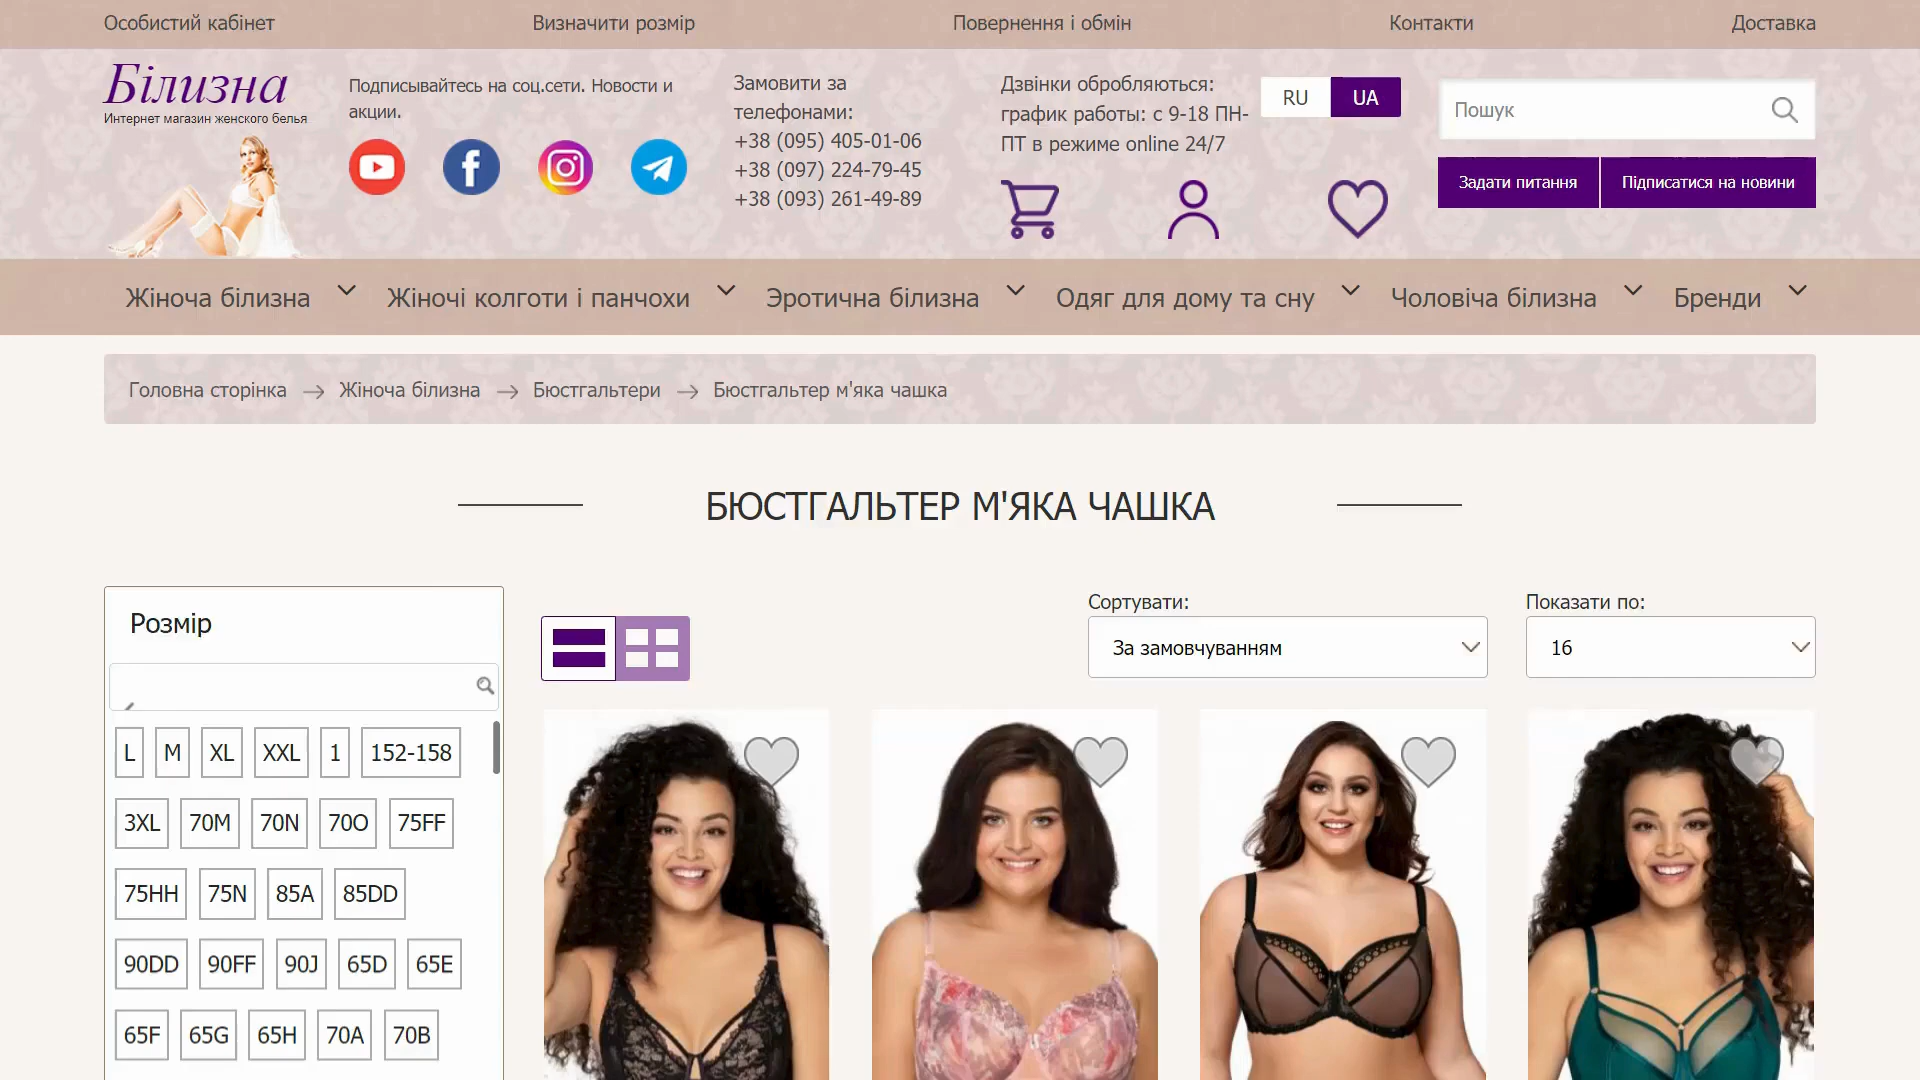 Особистий кабінет
Визначити розмір
Повернення і обмін
Контакти
Доставка
Білизна
Интернет магазин женского белья
Подписывайтесь на соц.сети. Новости и
акции.
Замовити за
телефонами:
+38 (095) 405-01-06
+38 (097) 224-79-45
+38 (093) 261-49-89
Дзвінки обробляються:
график работы: с 9-18 ПН-
ПТ в режиме online 24/7
RU
UA
Пошук
Задати питання
Підписатися на новини
Жіноча білизна
Жіночі колготи і панчохи
Эротична білизна
Одяг для дому та сну
Чоловіча білизна
Бренди
Головна сторінка
Жіноча білизна
Бюстгальтери
Бюстгальтер м'яка чашка
БЮСТГАЛЬТЕР М'ЯКА ЧАШКА
Розмір
Сортувати:
За замовчуванням
Показати по:
16
L M XL XXL 1 152-158
3XL 70M 70N 70O 75FF
75HH 75N 85A 85DD
90DD 90FF 90J 65D 65E
65F 65G 65H 70A 70B